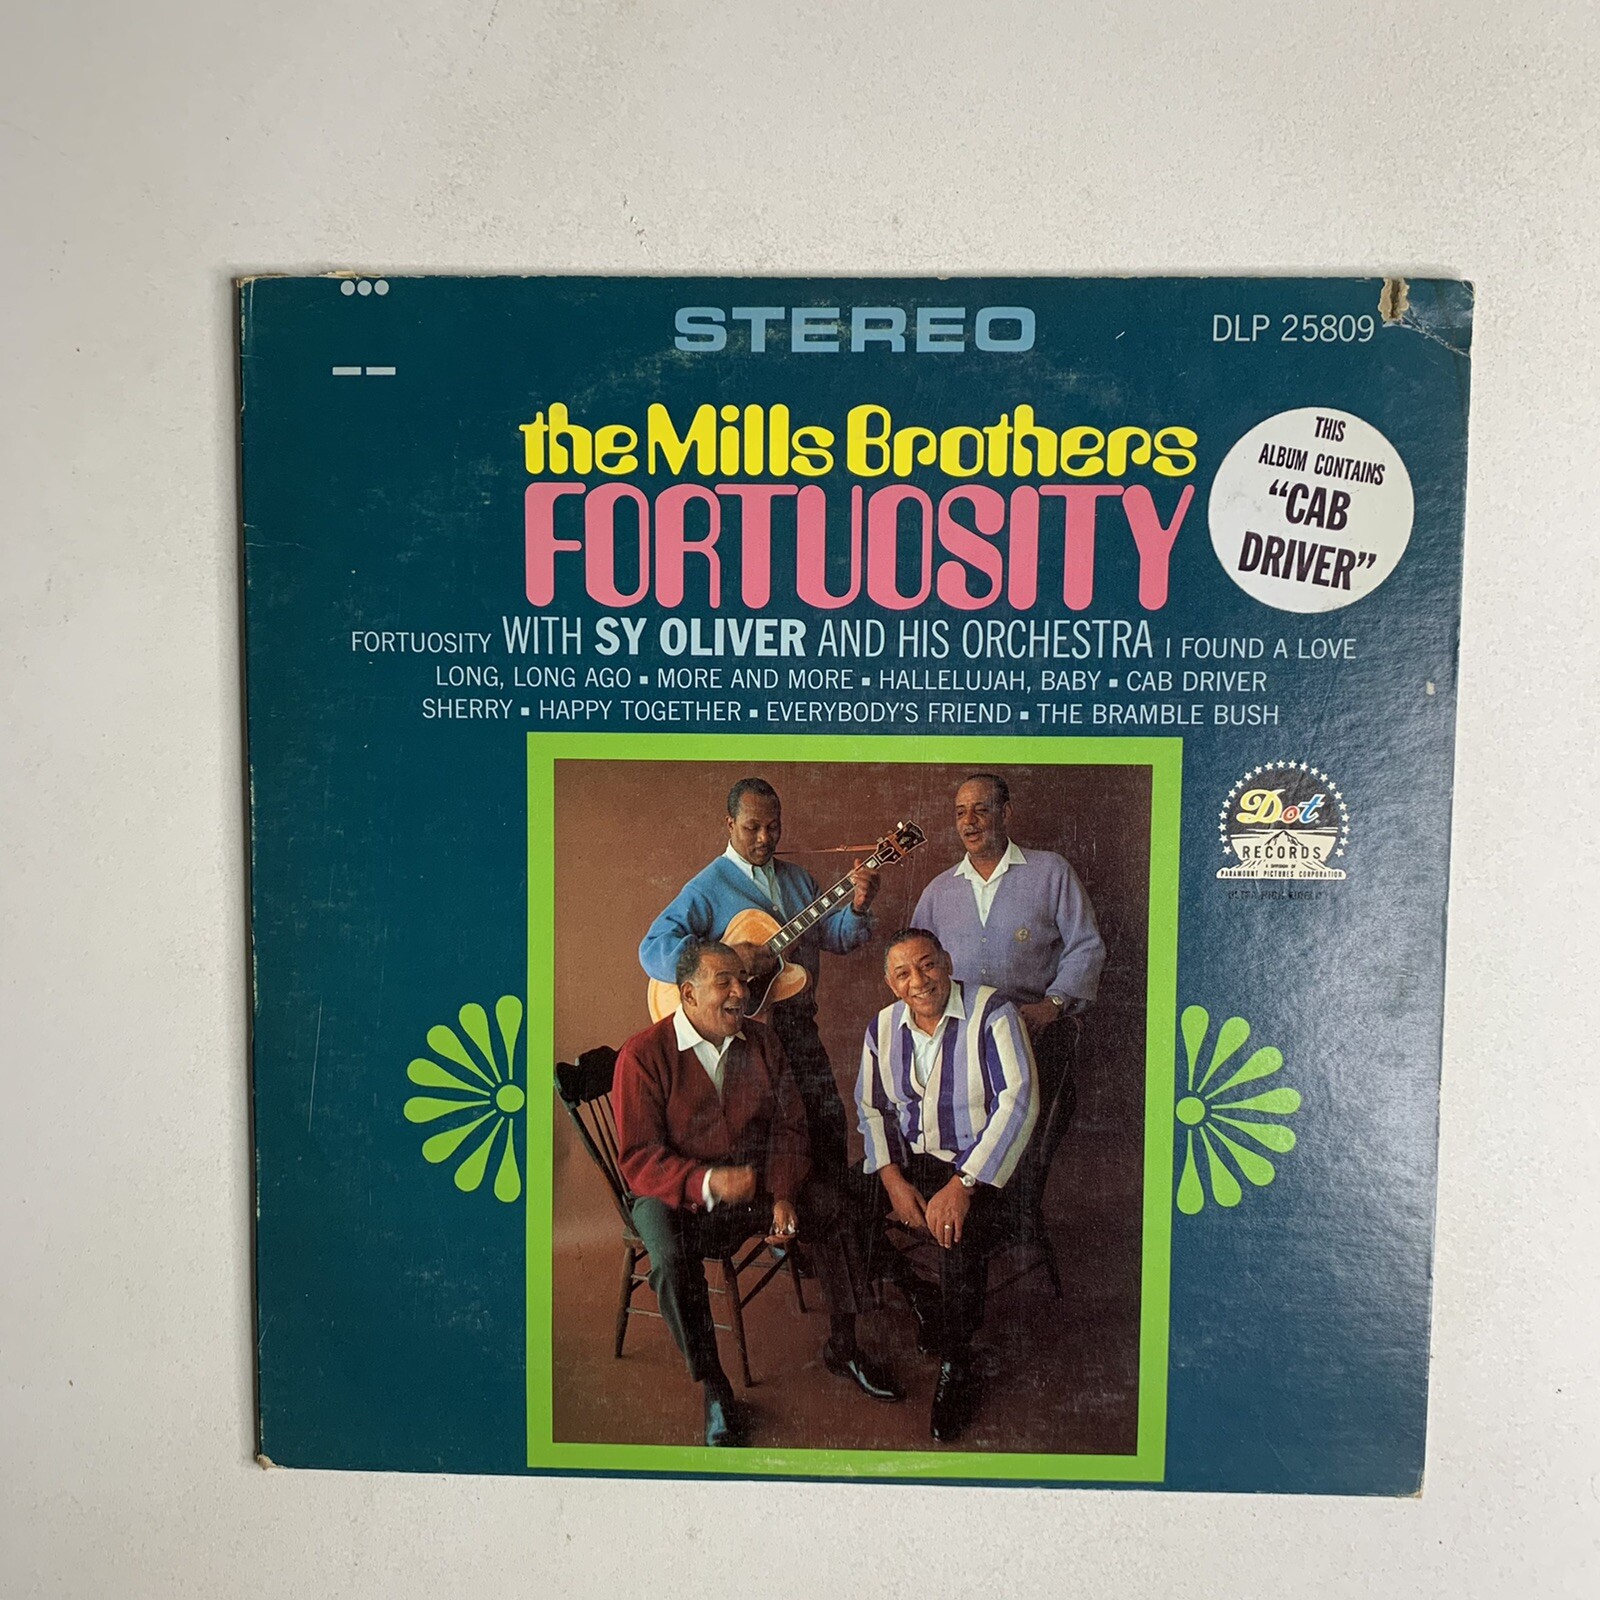 STEREO
DLP 25809
the Mills Brothers
FORTUOSITY
THIS
ALBUM CONTAINS
"CAB
DRIVER"
FORTUOSITY WITH SY OLIVER AND HIS ORCHESTRA I FOUND A LOVE
LONG, LONG AGO ▪ MORE AND MORE ▪ HALLELUJAH, BABY ▪ CAB DRIVER
SHERRY ▪ HAPPY TOGETHER ▪ EVERYBODY'S FRIEND ▪ THE BRAMBLE BUSH
Dot
RECORDS
A DIVISION OF
PARAMOUNT PICTURES CORPORATION